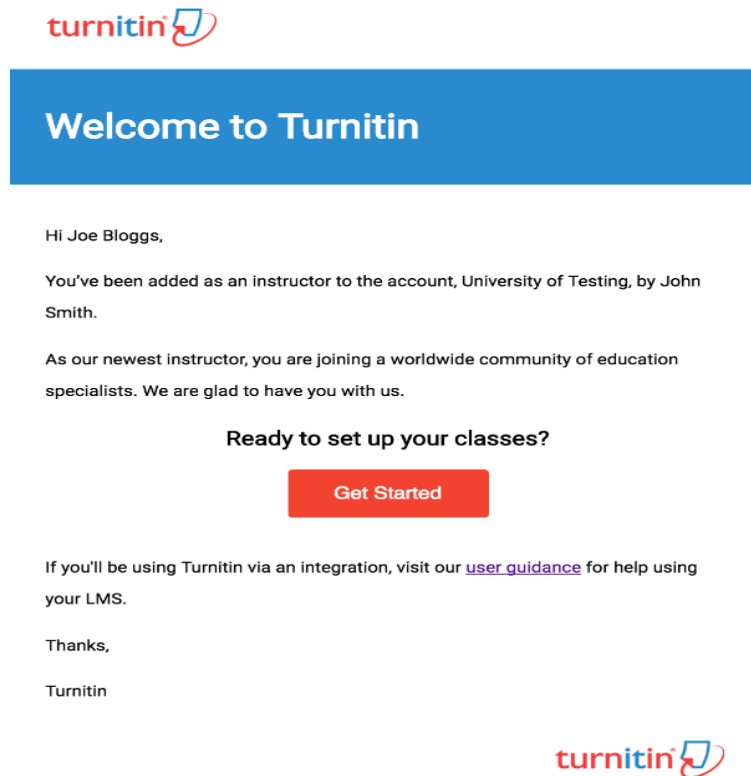 turnitin
Welcome to Turnitin
Hi Joe Bloggs,
You've been added as an instructor to the account, University of Testing, by John
Smith.
As our newest instructor, you are joining a worldwide community of education
specialists. We are glad to have you with us.
Ready to set up your classes?
Get Started
If you'll be using Turnitin via an integration, visit our user guidance for help using
your LMS.
Thanks,
Turnitin
turnitin